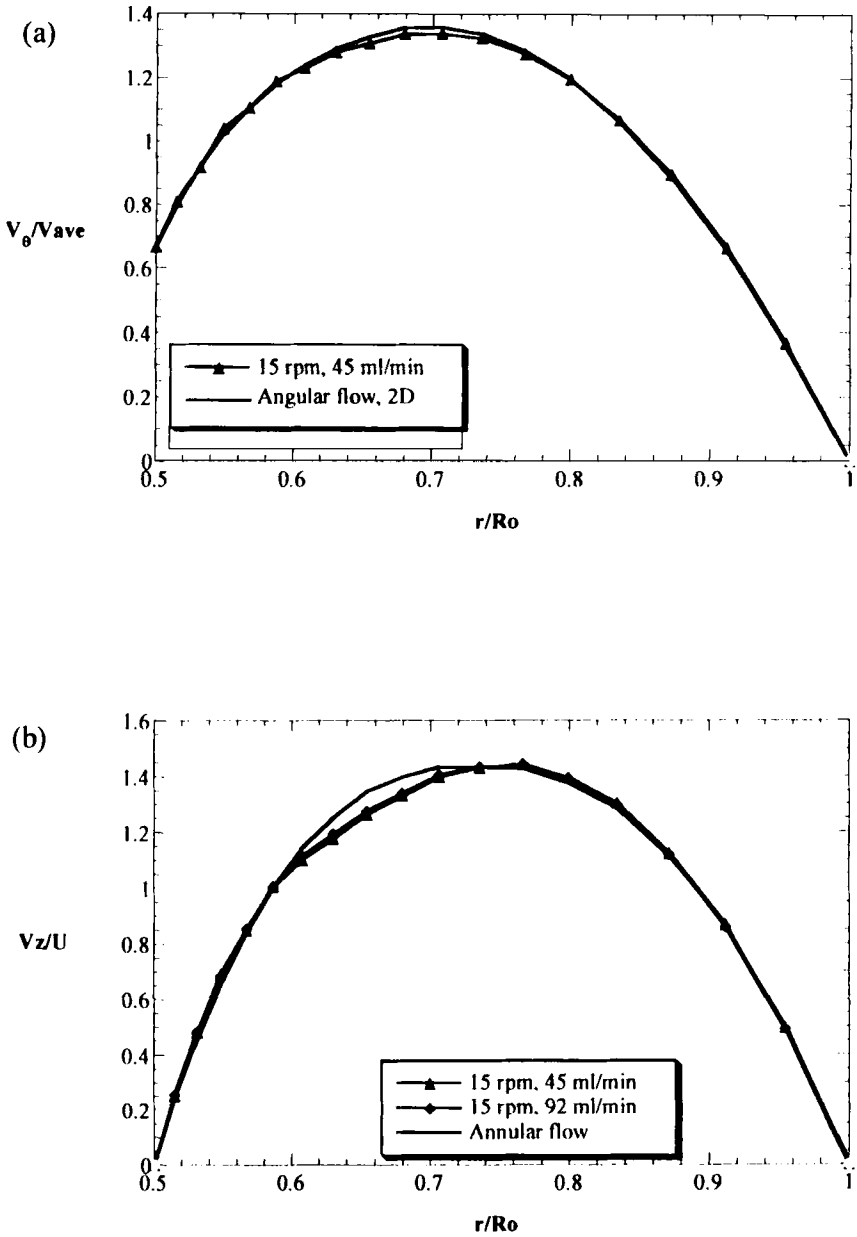 (a)
1.4
1.2
1
0.8
Vθ/Vave
0.6
0.4
0.2
0
15 rpm, 45 ml/min
Angular flow, 2D
0.5 0.6 0.7 0.8 0.9 1
r/Ro
(b)
1.6
1.4
1.2
1
Vz/U
0.8
0.6
0.4
0.2
0
15 rpm, 45 ml/min
15 rpm, 92 ml/min
Annular flow
0.5 0.6 0.7 0.8 0.9 1
r/Ro